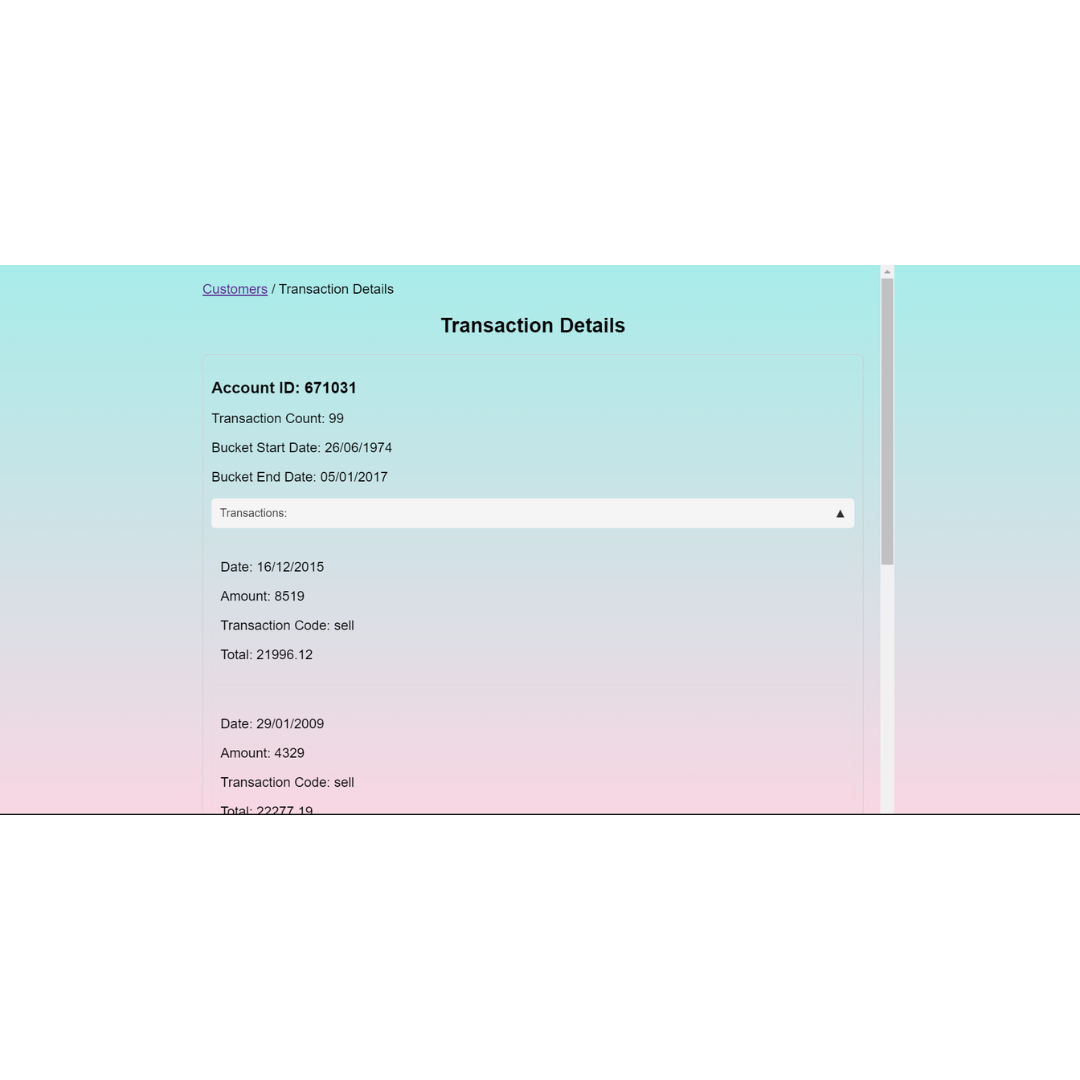 Customers / Transaction Details
Transaction Details
Account ID: 671031
Transaction Count: 99
Bucket Start Date: 26/06/1974
Bucket End Date: 05/01/2017
Transactions:
Date: 16/12/2015
Amount: 8519
Transaction Code: sell
Total: 21996.12
Date: 29/01/2009
Amount: 4329
Transaction Code: sell
Total: 22277.19